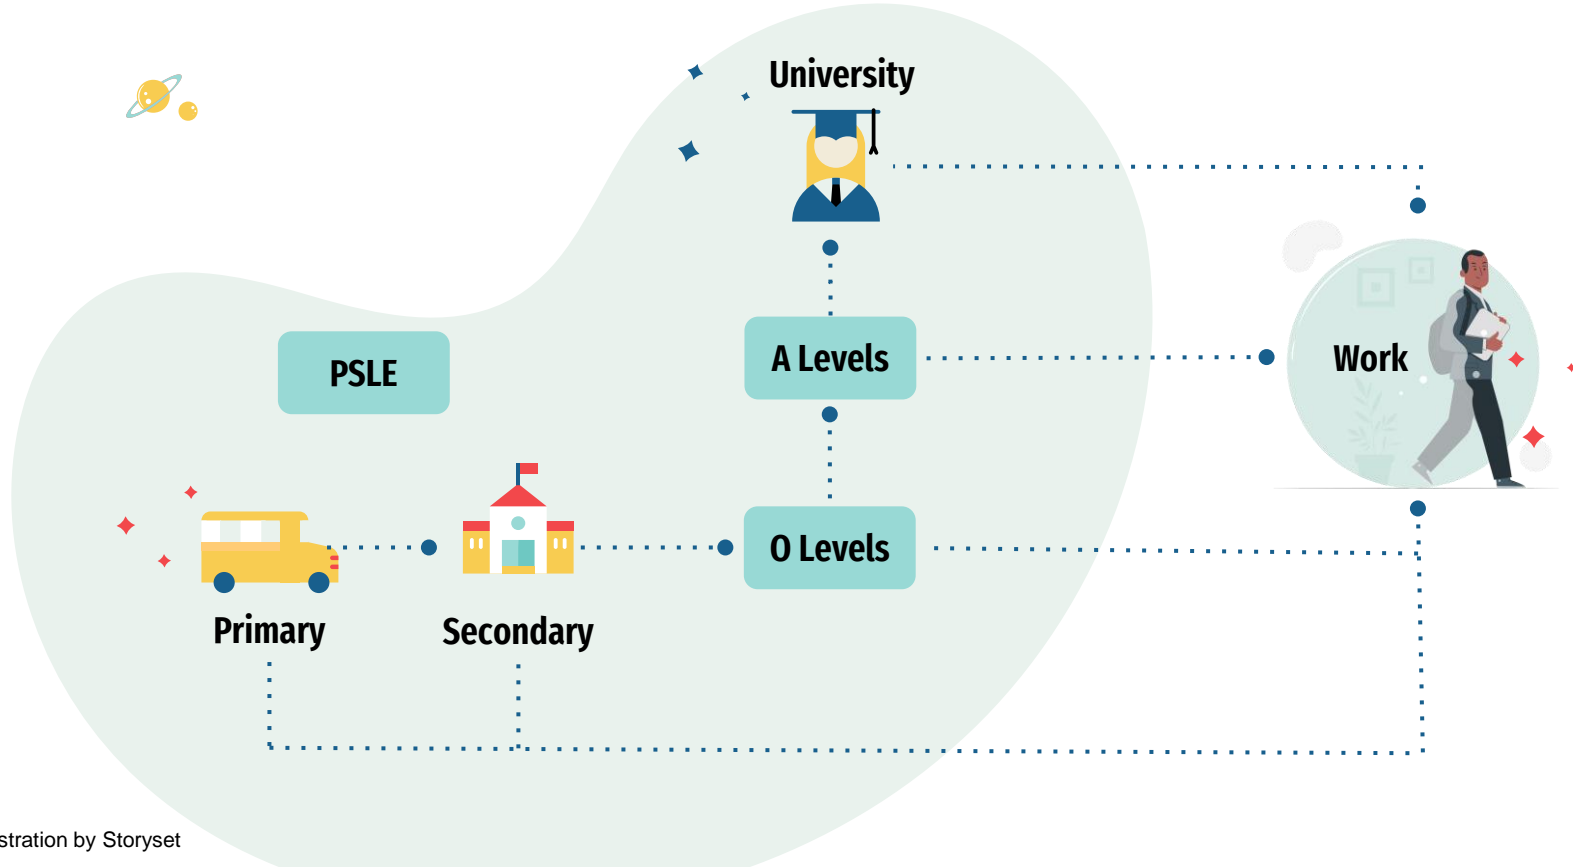 University
PSLE
A Levels
Work
O Levels
Primary
Secondary
stration by Storyset